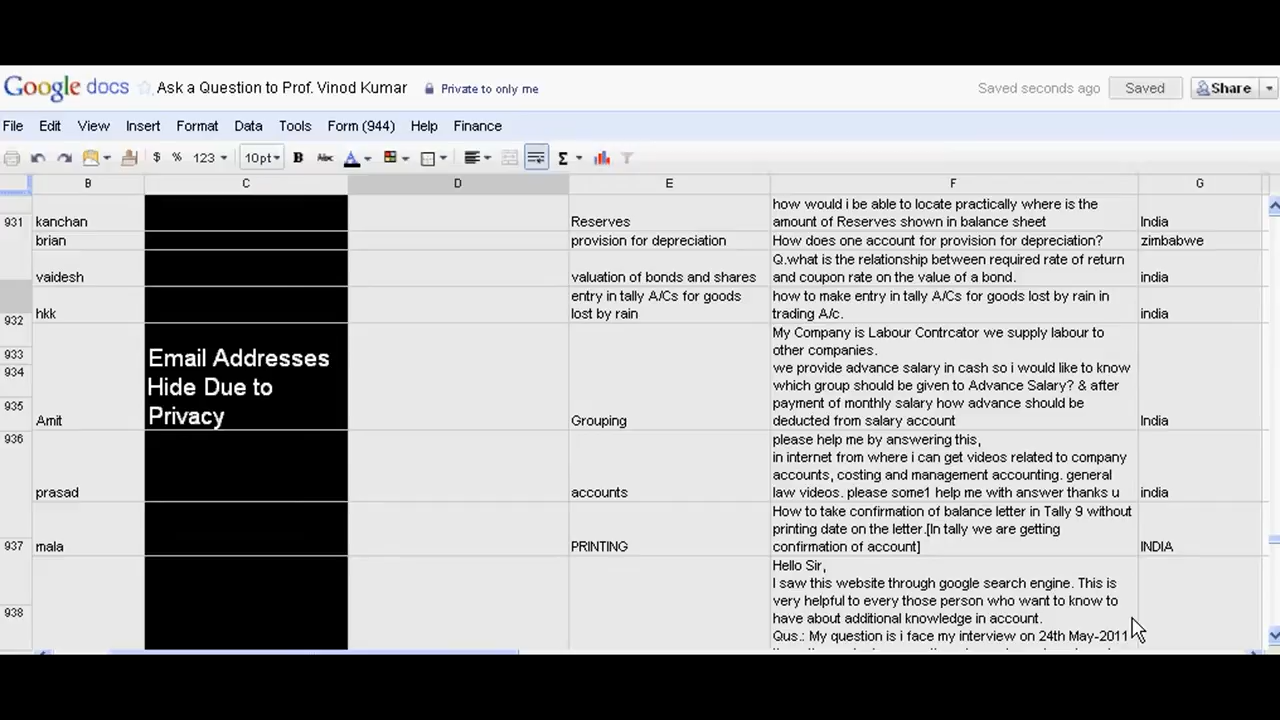 Google docs Ask a Question to Prof. Vinod Kumar Private to only me Saved seconds ago Saved Share
File Edit View Insert Format Data Tools Form (944) Help Finance
$ % 123 10pt B Abc A Σ
B C D E F G
931 kanchan Reserves how would i be able to locate practically where is the
amount of Reserves shown in balance sheet India
brian provision for depreciation How does one account for provision for depreciation? zimbabwe
vaidesh valuation of bonds and shares Q.what is the relationship between required rate of return
and coupon rate on the value of a bond. india
932 hkk entry in tally A/Cs for goods
lost by rain
how to make entry in tally A/Cs for goods lost by rain in
trading A/c. india
933
934
935
Amit
Email Addresses
Hide Due to
Privacy
Grouping
My Company is Labour Contrcator we supply labour to
other companies.
we provide advance salary in cash so i would like to know
which group should be given to Advance Salary? & after
payment of monthly salary how advance should be
deducted from salary account
India
936
prasad
accounts
please help me by answering this,
in internet from where i can get videos related to company
accounts, costing and management accounting. general
law videos. please some1 help me with answer thanks u
india
937
mala
PRINTING
How to take confirmation of balance letter in Tally 9 without
printing date on the letter.[In tally we are getting
confirmation of account]
INDIA
938
Hello Sir,
I saw this website through google search engine. This is
very helpful to every those person who want to know to
have about additional knowledge in account.
Qus.: My question is i face my interview on 24th May-2011